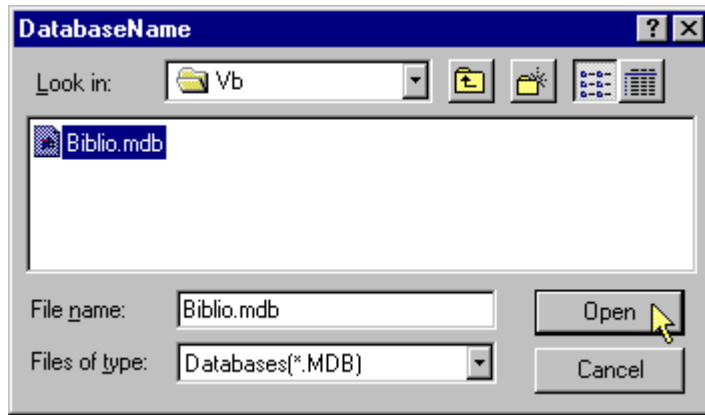 DatabaseName
Look in: Vb
Biblio.mdb
File name: Biblio.mdb Open
Files of type: Databases(*.MDB) Cancel